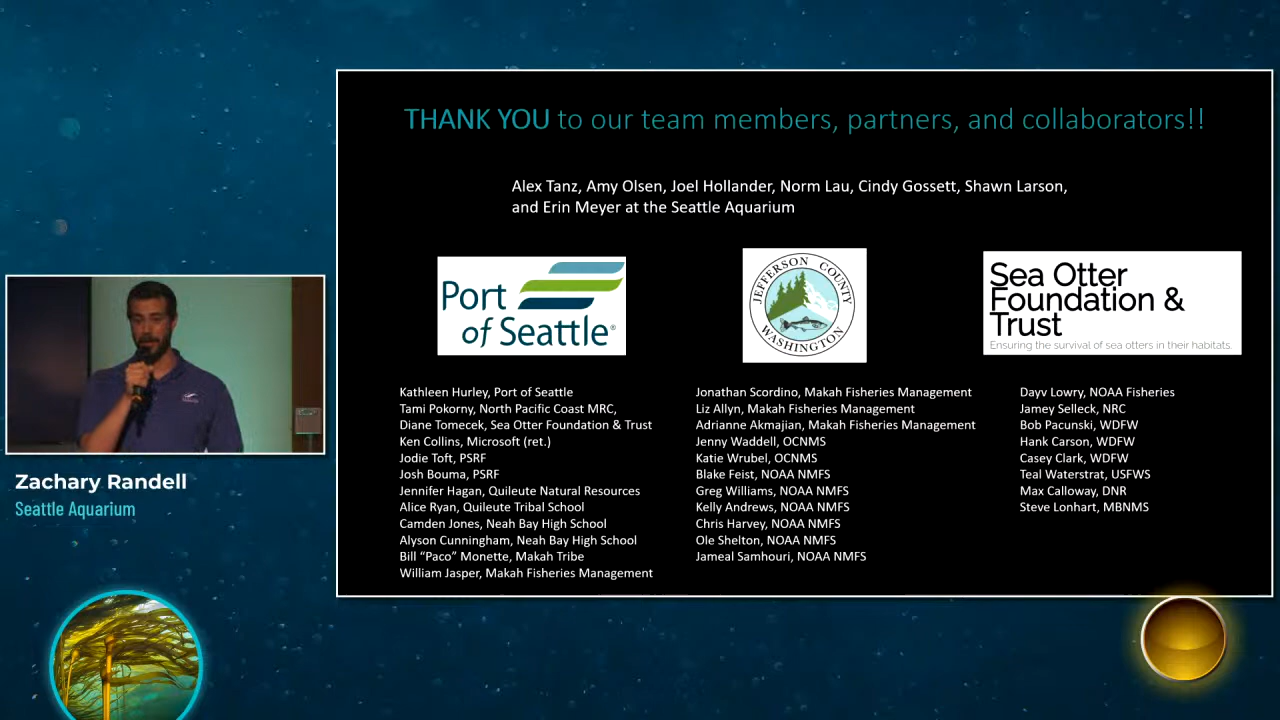 THANK YOU to our team members, partners, and collaborators!!
Alex Tanz, Amy Olsen, Joel Hollander, Norm Lau, Cindy Gossett, Shawn Larson,
and Erin Meyer at the Seattle Aquarium
Port
of Seattle®
JEFFERSON COUNTY
WASHINGTON
Sea Otter
Foundation &
Trust
Ensuring the survival of sea otters in their habitats.
Kathleen Hurley, Port of Seattle
Tami Pokorny, North Pacific Coast MRC,
Diane Tomecek, Sea Otter Foundation & Trust
Ken Collins, Microsoft (ret.)
Jodie Toft, PSRF
Josh Bouma, PSRF
Jennifer Hagan, Quileute Natural Resources
Alice Ryan, Quileute Tribal School
Camden Jones, Neah Bay High School
Alyson Cunningham, Neah Bay High School
Bill “Paco” Monette, Makah Tribe
William Jasper, Makah Fisheries Management
Jonathan Scordino, Makah Fisheries Management
Liz Allyn, Makah Fisheries Management
Adrianne Akmajian, Makah Fisheries Management
Jenny Waddell, OCNMS
Katie Wrubel, OCNMS
Blake Feist, NOAA NMFS
Greg Williams, NOAA NMFS
Kelly Andrews, NOAA NMFS
Chris Harvey, NOAA NMFS
Ole Shelton, NOAA NMFS
Jameal Samhouri, NOAA NMFS
Dayv Lowry, NOAA Fisheries
Jamey Selleck, NRC
Bob Pacunski, WDFW
Hank Carson, WDFW
Casey Clark, WDFW
Teal Waterstrat, USFWS
Max Calloway, DNR
Steve Lonhart, MBNMS
Zachary Randell
Seattle Aquarium